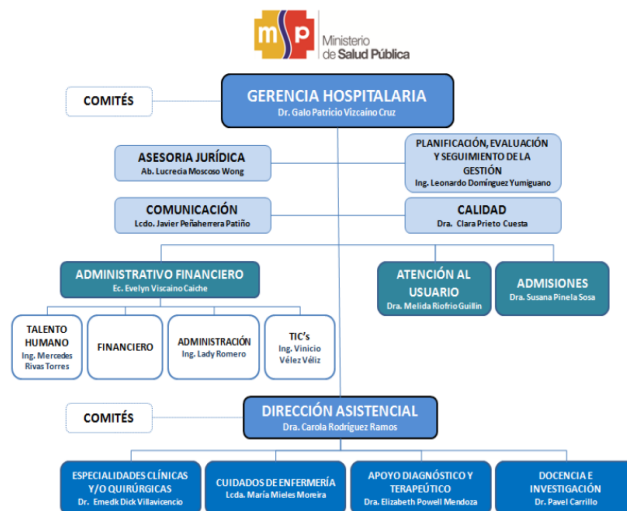 msp
Ministerio
de Salud Pública
COMITÉS
GERENCIA HOSPITALARIA
Dr. Galo Patricio Vizcaíno Cruz
ASESORIA JURÍDICA
Ab. Lucrecia Moscoso Wong
PLANIFICACIÓN, EVALUACIÓN
Y SEGUIMIENTO DE LA
GESTIÓN
Ing. Leonardo Domínguez Yumiguano
COMUNICACIÓN
Lcdo. Javier Peñaherrera Patiño
CALIDAD
Dra. Clara Prieto Cuesta
ADMINISTRATIVO FINANCIERO
Ec. Evelyn Viscaino Caiche
ATENCIÓN AL
USUARIO
Dra. Melida Riofrio Guillin
ADMISIONES
Dra. Susana Pinela Sosa
TALENTO
HUMANO
Ing. Mercedes
Rivas Torres
FINANCIERO
ADMINISTRACIÓN
Ing. Lady Romero
TIC's
Ing. Vinicio
Vélez Véliz
COMITÉS
DIRECCIÓN ASISTENCIAL
Dra. Carola Rodríguez Ramos
ESPECIALIDADES CLÍNICAS
Y/O QUIRÚRGICAS
Dr. Emedk Dick Villavicencio
CUIDADOS DE ENFERMERÍA
Lcda. María Mieles Moreira
APOYO DIAGNÓSTICO Y
TERAPEÚTICO
Dra. Elizabeth Powell Mendoza
DOCENCIA E
INVESTIGACIÓN
Dr. Pavel Carrillo